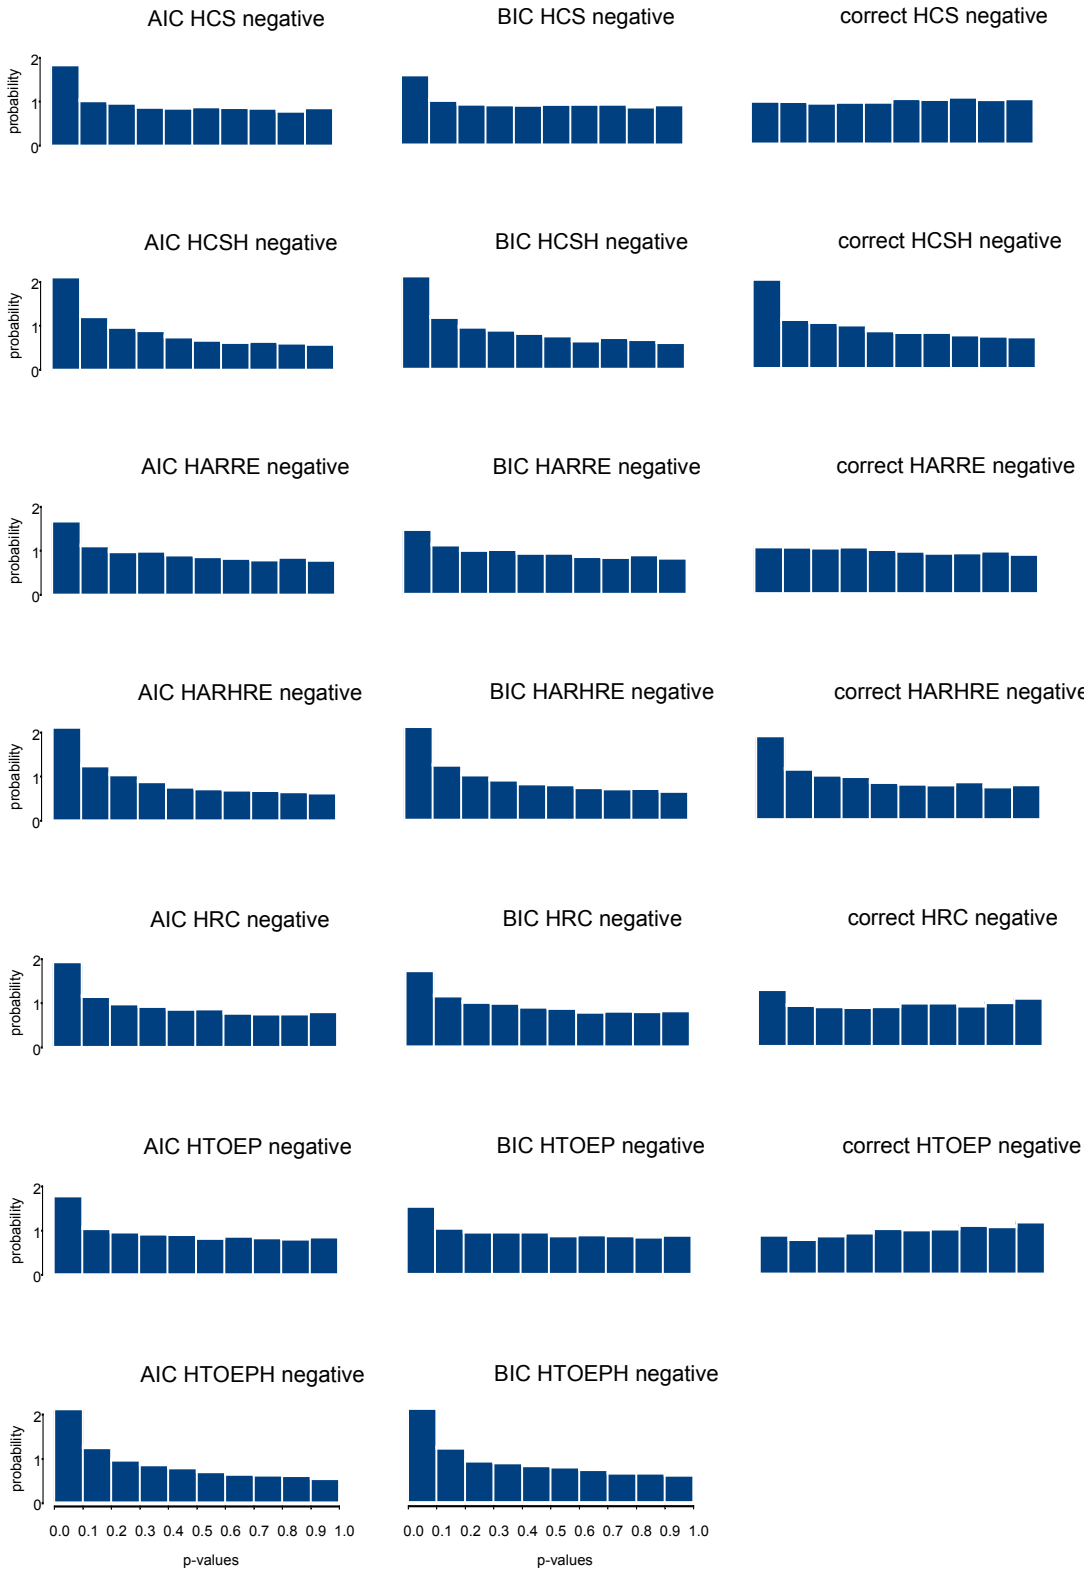 AIC HCS negative
BIC HCS negative
correct HCS negative
probability
2
1
0
AIC HCSH negative
BIC HCSH negative
correct HCSH negative
probability
2
1
0
AIC HARRE negative
BIC HARRE negative
correct HARRE negative
probability
2
1
0
AIC HARHRE negative
BIC HARHRE negative
correct HARHRE negative
probability
2
1
0
AIC HRC negative
BIC HRC negative
correct HRC negative
probability
2
1
0
AIC HTOEP negative
BIC HTOEP negative
correct HTOEP negative
probability
2
1
0
AIC HTOEPH negative
BIC HTOEPH negative
probability
2
1
0
0.0 0.1 0.2 0.3 0.4 0.5 0.6 0.7 0.8 0.9 1.0
0.0 0.1 0.2 0.3 0.4 0.5 0.6 0.7 0.8 0.9 1.0
p-values
p-values